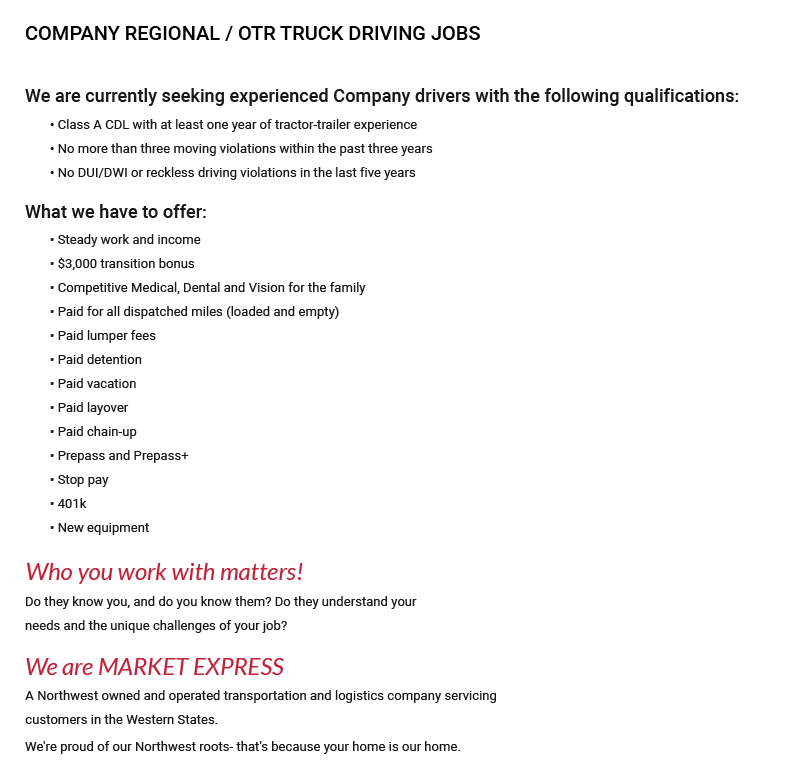 COMPANY REGIONAL / OTR TRUCK DRIVING JOBS
We are currently seeking experienced Company drivers with the following qualifications:
• Class A CDL with at least one year of tractor-trailer experience
• No more than three moving violations within the past three years
• No DUI/DWI or reckless driving violations in the last five years
What we have to offer:
• Steady work and income
• $3,000 transition bonus
• Competitive Medical, Dental and Vision for the family
• Paid for all dispatched miles (loaded and empty)
• Paid lumper fees
• Paid detention
• Paid vacation
• Paid layover
• Paid chain-up
• Prepass and Prepass+
• Stop pay
• 401k
• New equipment
Who you work with matters!
Do they know you, and do you know them? Do they understand your
needs and the unique challenges of your job?
We are MARKET EXPRESS
A Northwest owned and operated transportation and logistics company servicing
customers in the Western States.
We're proud of our Northwest roots- that's because your home is our home.